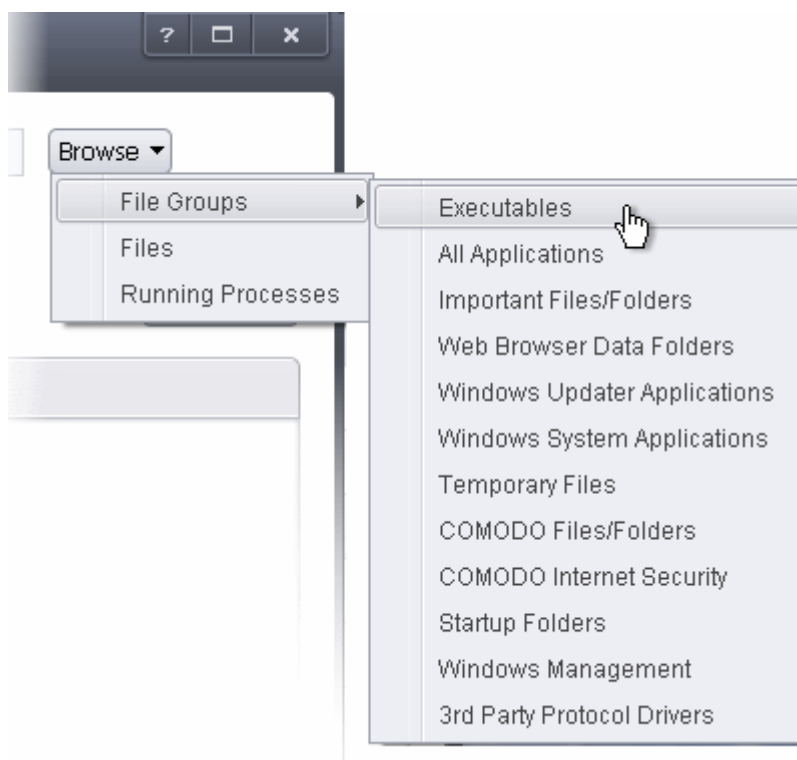 ?
Browse
File Groups
Files
Running Processes
Executables
All Applications
Important Files/Folders
Web Browser Data Folders
Windows Updater Applications
Windows System Applications
Temporary Files
COMODO Files/Folders
COMODO Internet Security
Startup Folders
Windows Management
3rd Party Protocol Drivers